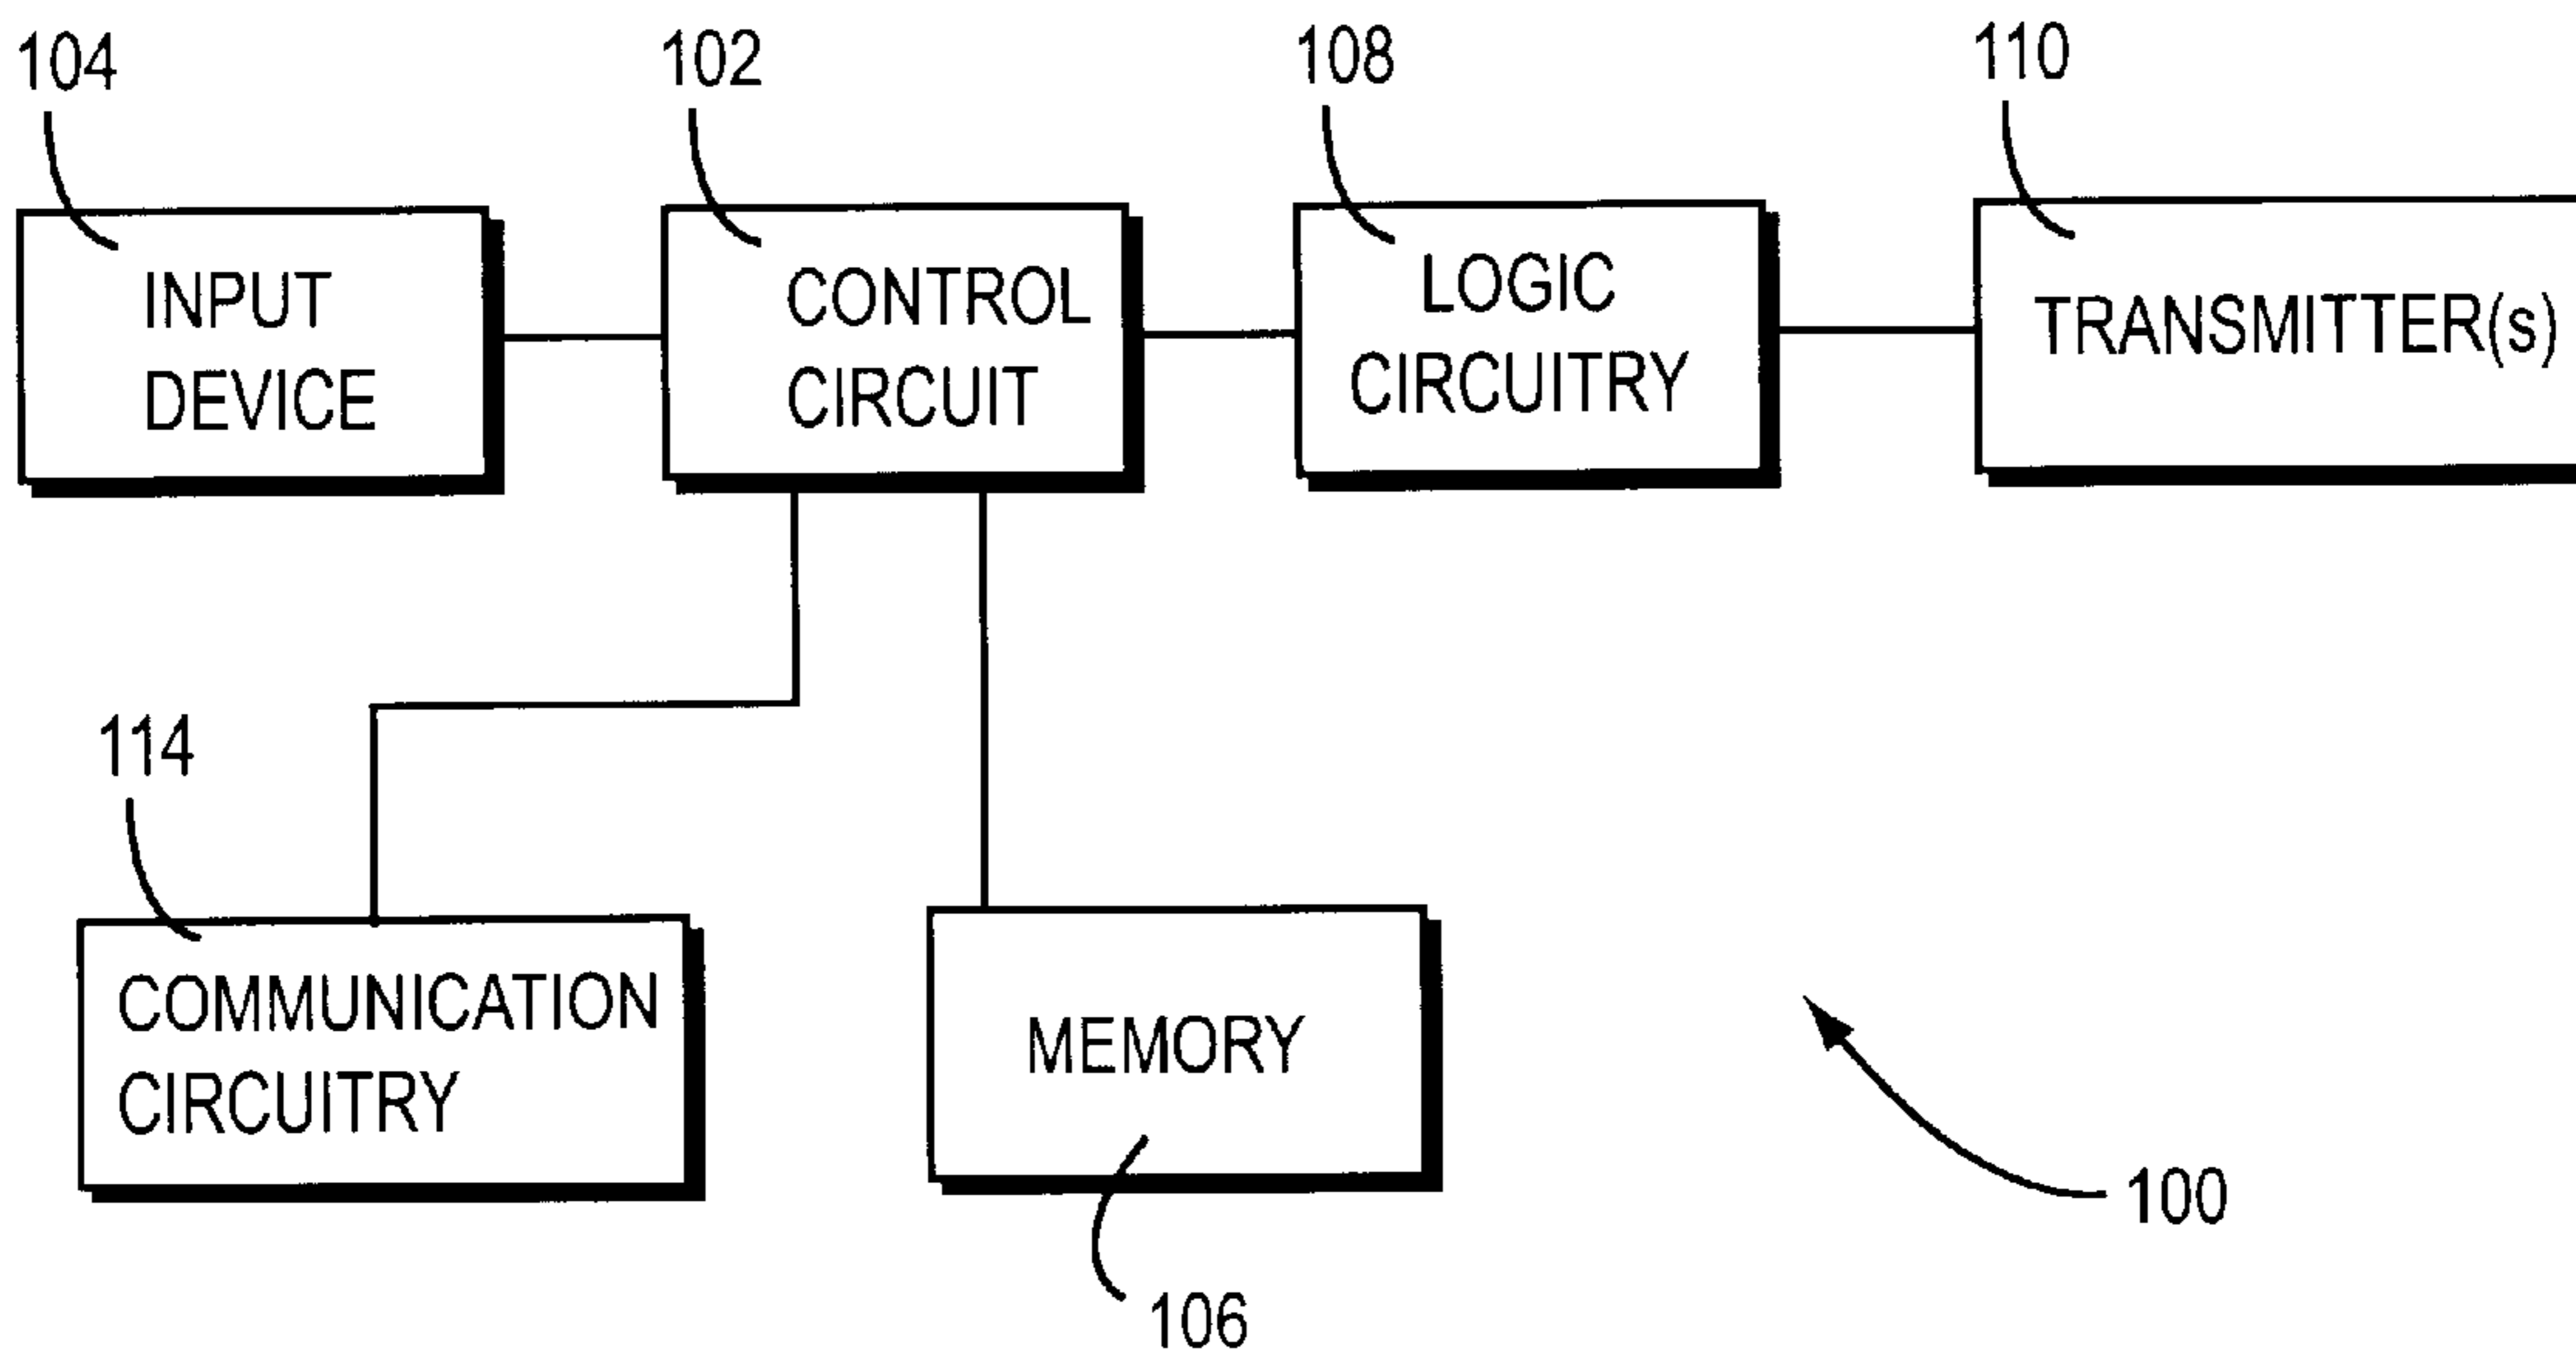 104
102
108
110
INPUT
DEVICE
CONTROL
CIRCUIT
LOGIC
CIRCUITRY
TRANSMITTER(s)
114
COMMUNICATION
CIRCUITRY
MEMORY
100
106